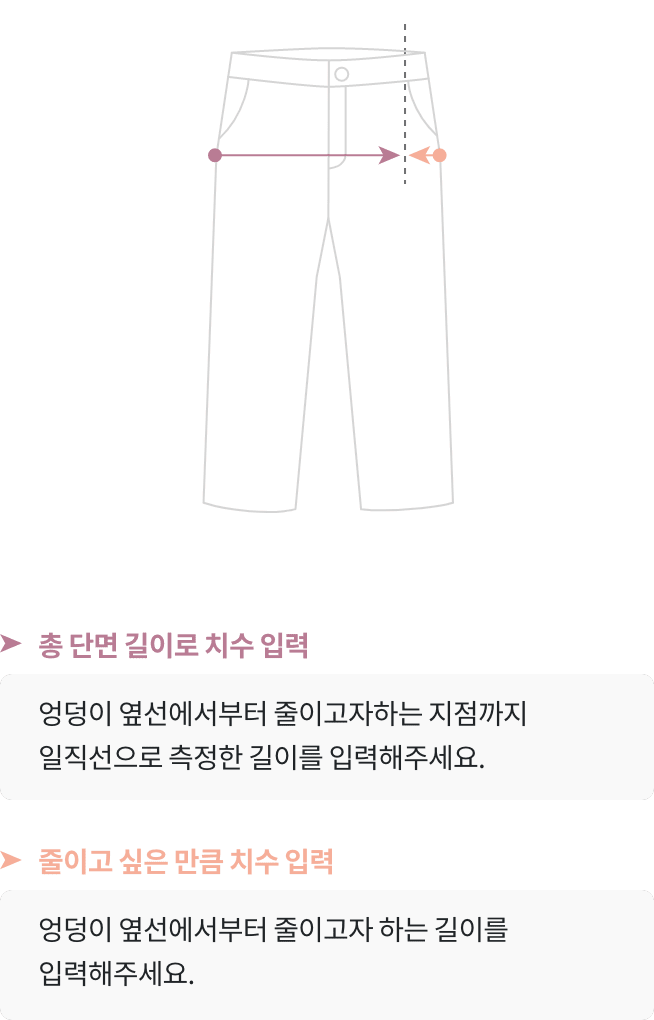 총 단면 길이로 치수 입력
엉덩이 옆선에서부터 줄이고자하는 지점까지
일직선으로 측정한 길이를 입력해주세요.
줄이고 싶은 만큼 치수 입력
엉덩이 옆선에서부터 줄이고자 하는 길이를
입력해주세요.